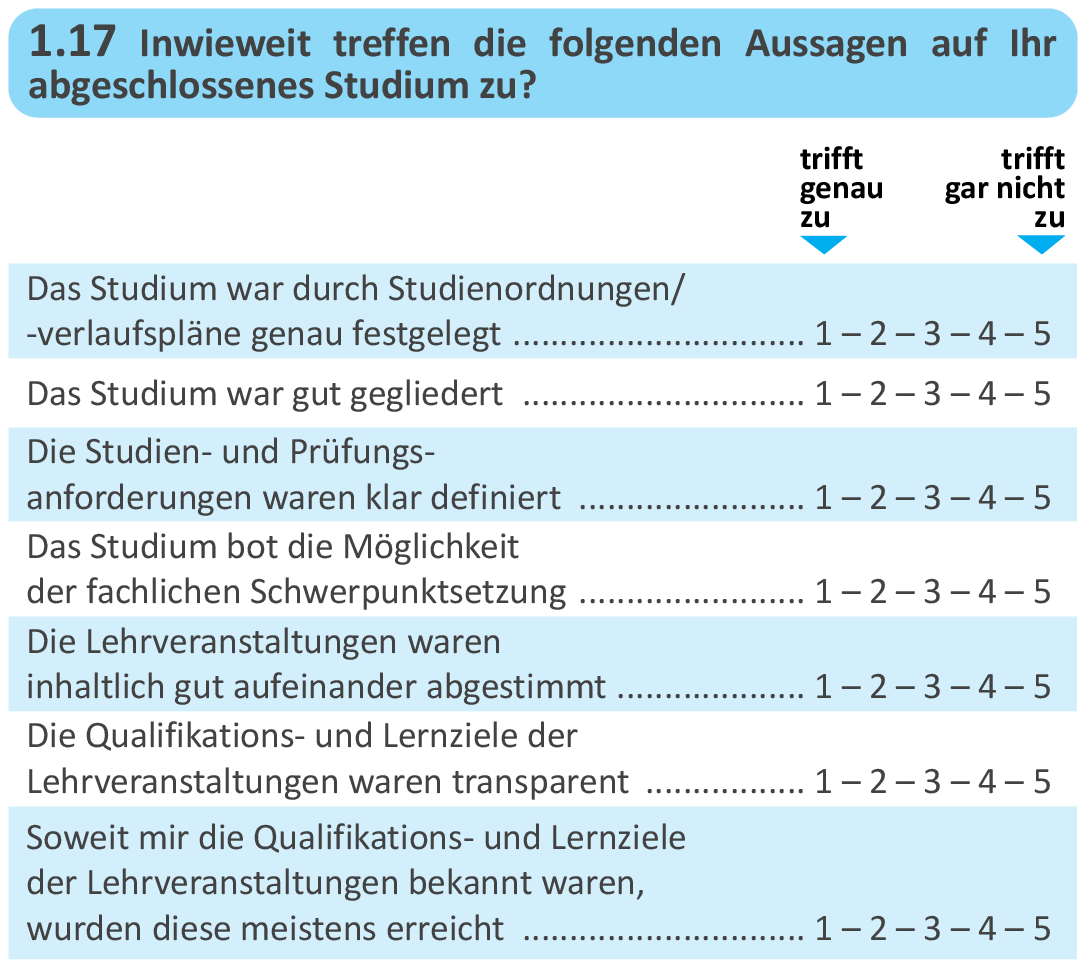 1.17 Inwieweit treffen die folgenden Aussagen auf Ihr
abgeschlossenes Studium zu?
trifft
genau
zu
trifft
gar nicht
zu
Das Studium war durch Studienordnungen/
-verlaufspläne genau festgelegt ............................... 1 – 2 – 3 – 4 – 5
Das Studium war gut gegliedert .............................. 1 – 2 – 3 – 4 – 5
Die Studien- und Prüfungs-
anforderungen waren klar definiert ........................ 1 – 2 – 3 – 4 – 5
Das Studium bot die Möglichkeit
der fachlichen Schwerpunktsetzung ........................ 1 – 2 – 3 – 4 – 5
Die Lehrveranstaltungen waren
inhaltlich gut aufeinander abgestimmt .................... 1 – 2 – 3 – 4 – 5
Die Qualifikations- und Lernziele der
Lehrveranstaltungen waren transparent ................. 1 – 2 – 3 – 4 – 5
Soweit mir die Qualifikations- und Lernziele
der Lehrveranstaltungen bekannt waren,
wurden diese meistens erreicht .............................. 1 – 2 – 3 – 4 – 5